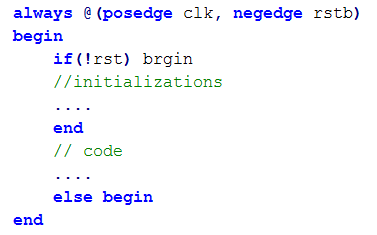 always @(posedge clk, negedge rstb)
begin
if(!rst) brgin
//initializations
....
end
// code
....
else begin
end